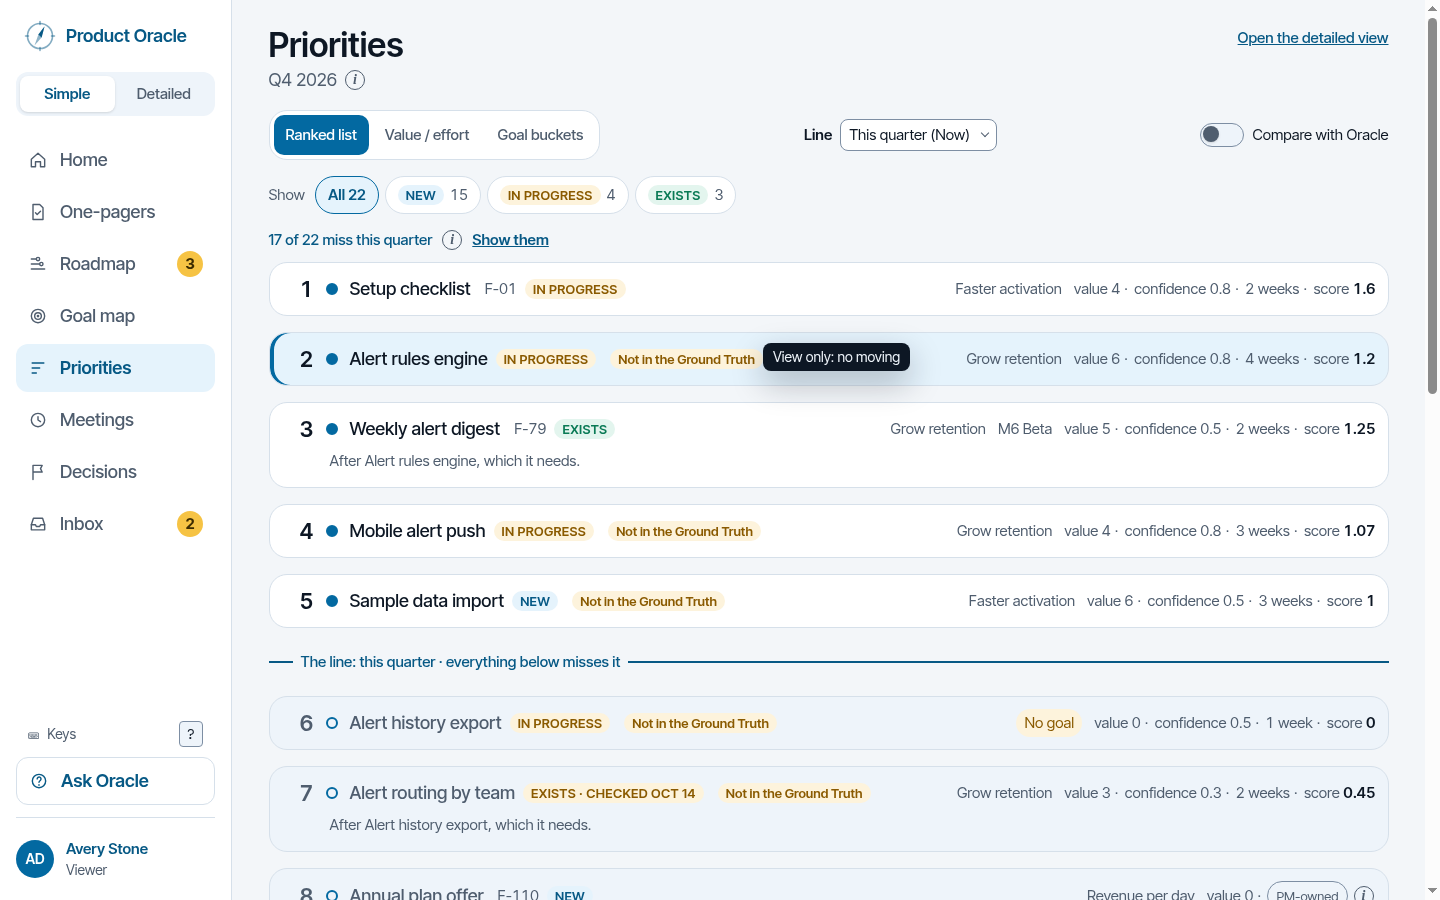 Product Oracle
Simple Detailed
Home
One-pagers
Roadmap 3
Goal map
Priorities
Meetings
Decisions
Inbox 2
Keys ?
Ask Oracle
AD Avery Stone
Viewer
Priorities
Open the detailed view
Q4 2026 i
Ranked list Value / effort Goal buckets Line This quarter (Now) Compare with Oracle
Show All 22 NEW 15 IN PROGRESS 4 EXISTS 3
17 of 22 miss this quarter i Show them
1 Setup checklist F-01 IN PROGRESS Faster activation value 4 · confidence 0.8 · 2 weeks · score 1.6
2 Alert rules engine IN PROGRESS Not in the Ground Truth View only: no moving Grow retention value 6 · confidence 0.8 · 4 weeks · score 1.2
3 Weekly alert digest F-79 EXISTS Grow retention M6 Beta value 5 · confidence 0.5 · 2 weeks · score 1.25
After Alert rules engine, which it needs.
4 Mobile alert push IN PROGRESS Not in the Ground Truth Grow retention value 4 · confidence 0.8 · 3 weeks · score 1.07
5 Sample data import NEW Not in the Ground Truth Faster activation value 6 · confidence 0.5 · 3 weeks · score 1
The line: this quarter · everything below misses it
6 Alert history export IN PROGRESS Not in the Ground Truth No goal value 0 · confidence 0.5 · 1 week · score 0
7 Alert routing by team EXISTS · CHECKED OCT 14 Not in the Ground Truth Grow retention value 3 · confidence 0.3 · 2 weeks · score 0.45
After Alert history export, which it needs.
8 Annual plan offer F-110 NEW Revenue per day value 0 · PM-owned i